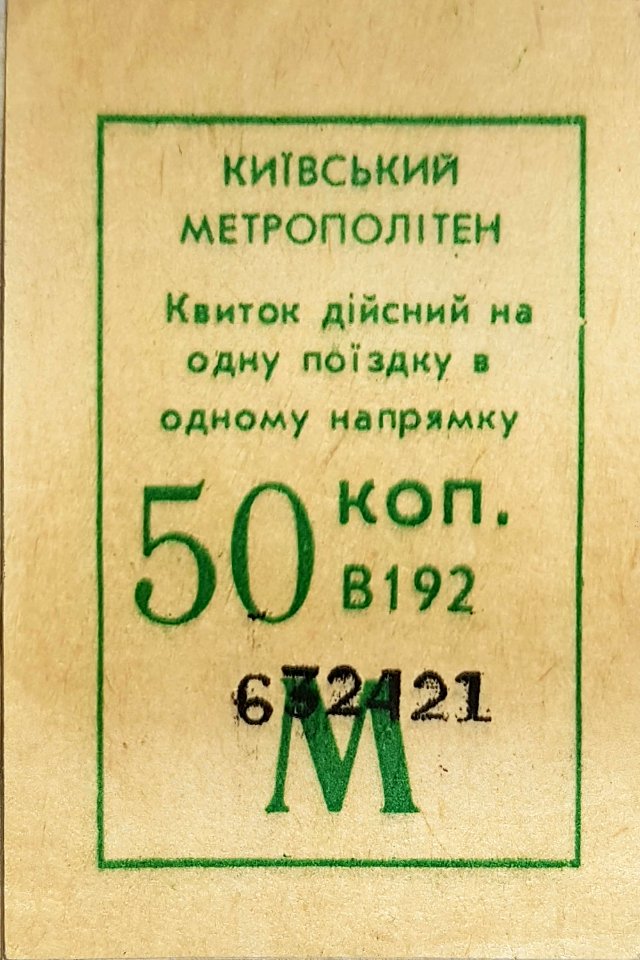 КИЇВСЬКИЙ
МЕТРОПОЛІТЕН
Квиток дійсний на
одну поїздку в
одному напрямку
50 коп.
В192
632421
М